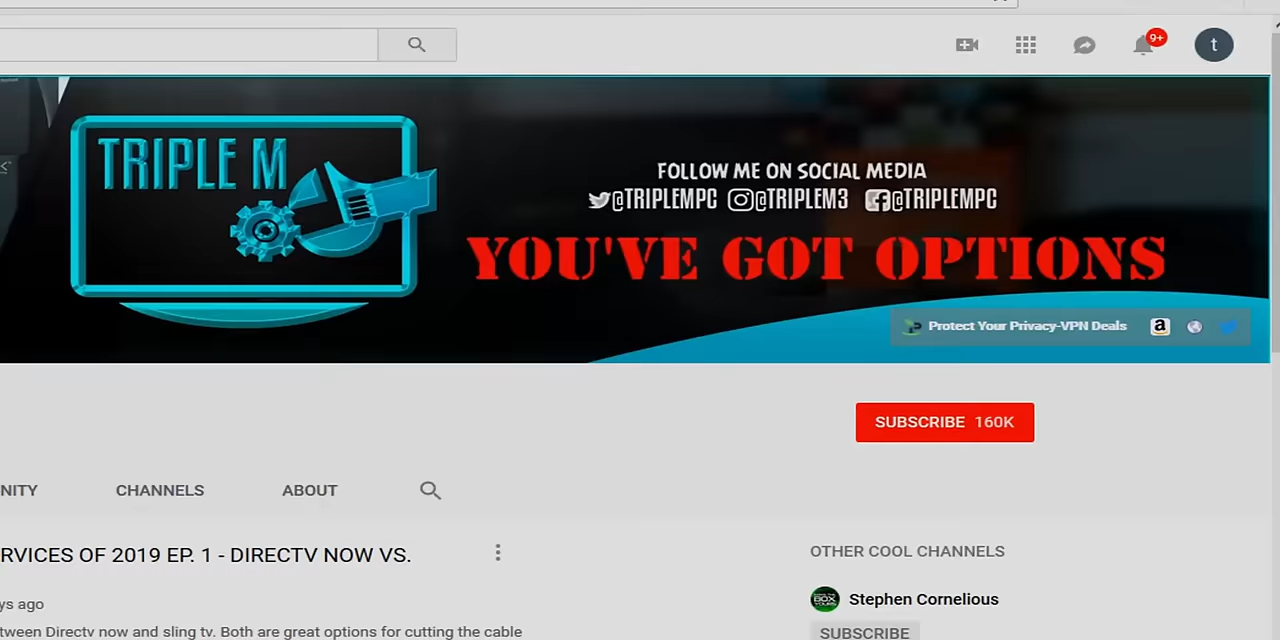 9+
t
TRIPLE M
FOLLOW ME ON SOCIAL MEDIA
@TRIPLEMPC @TRIPLEM3 @TRIPLEMPC
YOU'VE GOT OPTIONS
Protect Your Privacy-VPN Deals
SUBSCRIBE 160K
NITY CHANNELS ABOUT
RVICES OF 2019 EP. 1 - DIRECTV NOW VS.
OTHER COOL CHANNELS
ys ago
Stephen Cornelious
tween Directv now and sling tv. Both are great options for cutting the cable
SUBSCRIBE